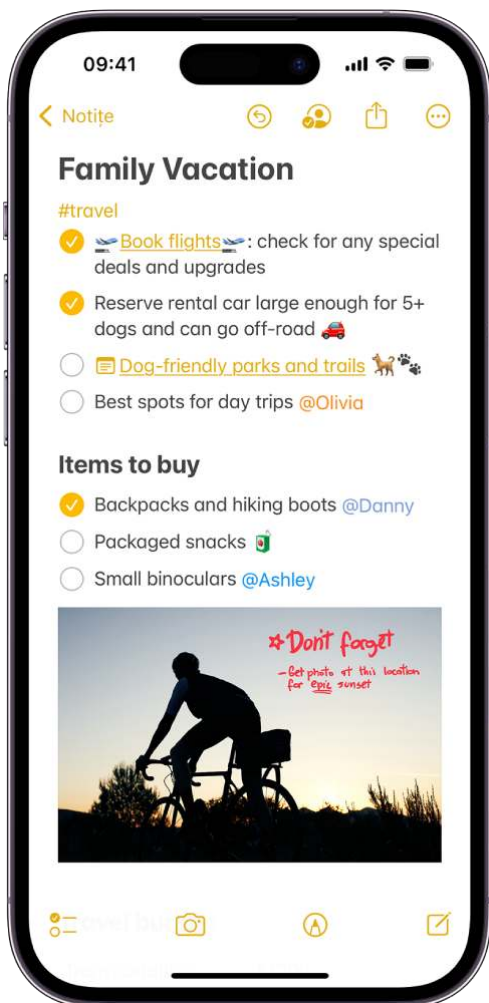 09:41
Notițe
Family Vacation
#travel
Book flights: check for any special
deals and upgrades
Reserve rental car large enough for 5+
dogs and can go off-road 🚗
Dog-friendly parks and trails 🐕🐾
Best spots for day trips @Olivia
Items to buy
Backpacks and hiking boots @Danny
Packaged snacks 🧃
Small binoculars @Ashley
☆Don't forget
-Get photo at this location
for epic sunset